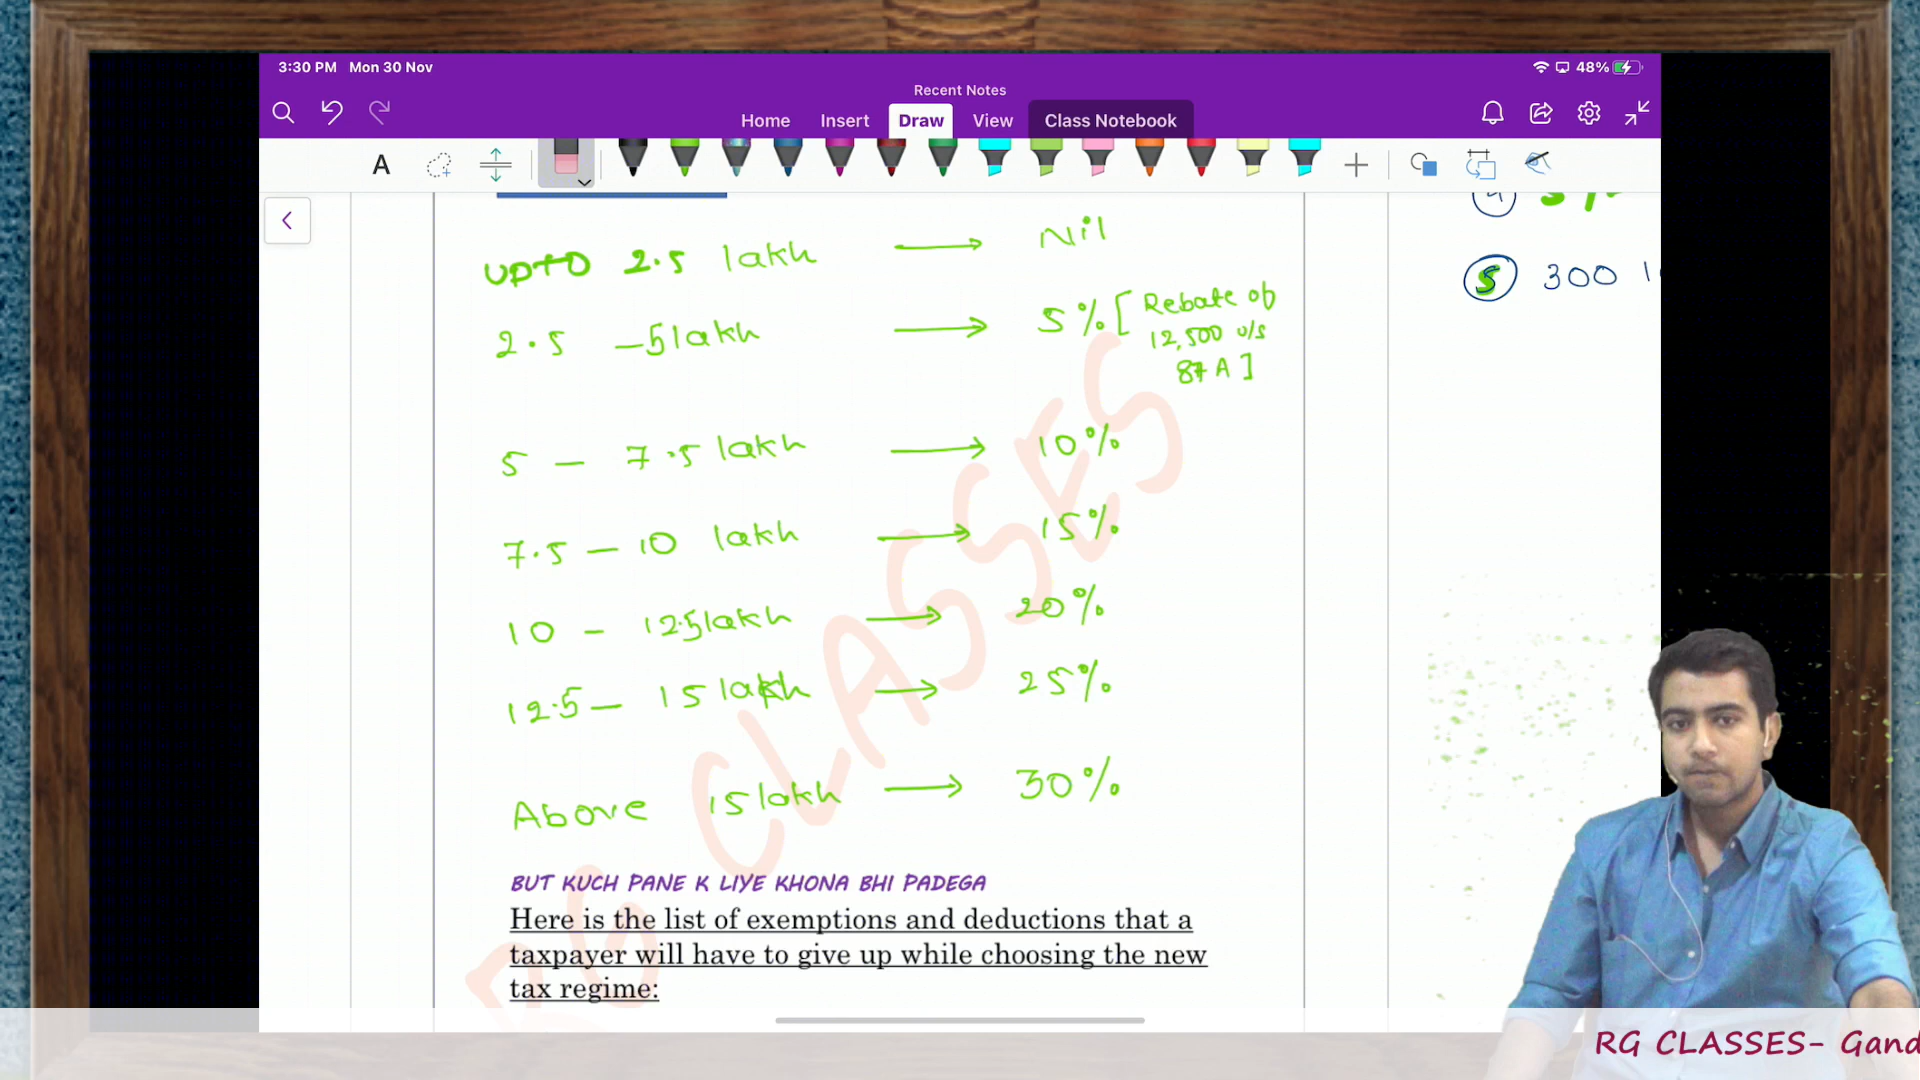 3:30 PM Mon 30 Nov
48%
Recent Notes
Home Insert Draw View Class Notebook
A
UPTO 2.5 lakh → Nil
2.5 – 5 lakh → 5% [Rebate of
12,500 u/s
87A]
5 – 7.5 lakh → 10%
7.5 – 10 lakh → 15%
10 – 12.5 lakh → 20%
12.5 – 15 lakh → 25%
Above 15 lakh → 30%
BUT KUCH PANE K LIYE KHONA BHI PADEGA
Here is the list of exemptions and deductions that a
taxpayer will have to give up while choosing the new
tax regime:
4
5 300
RG CLASSES
RG CLASSES- Gand